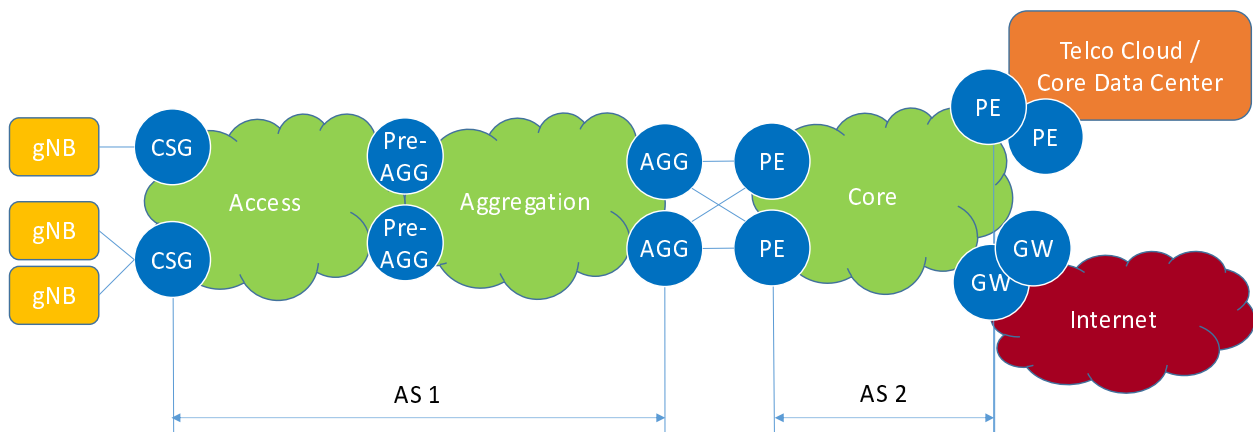 Telco Cloud /
Core Data Center
PE
PE
gNB
CSG
Pre-
AGG
AGG
PE
Access
Aggregation
Core
gNB
CSG
Pre-
AGG
AGG
PE
GW
GW
gNB
Internet
AS 1
AS 2